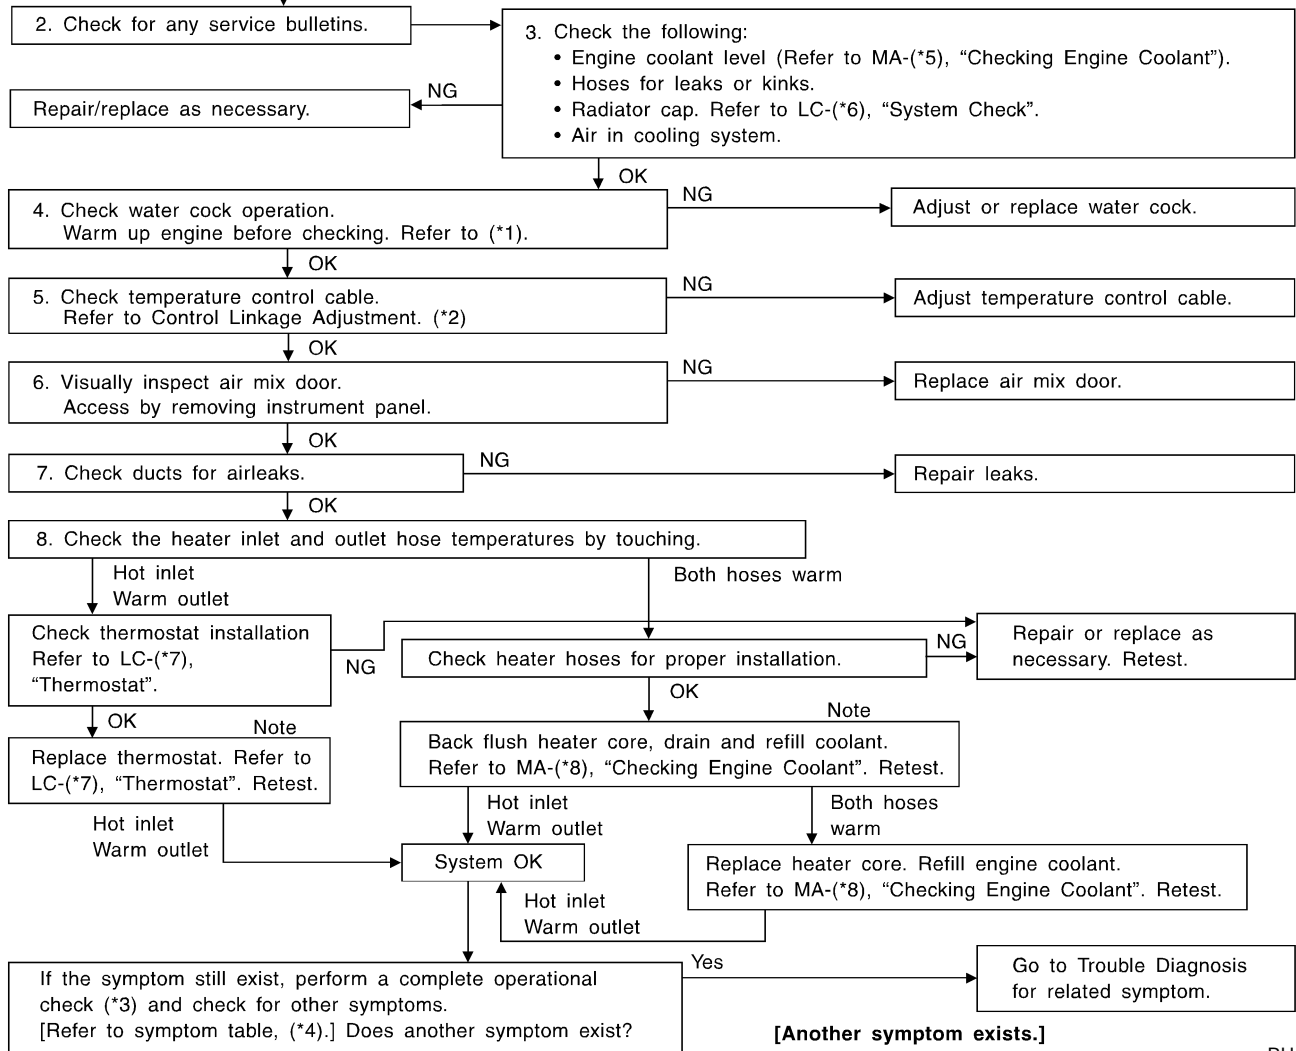 2. Check for any service bulletins.
3. Check the following:
• Engine coolant level (Refer to MA-(*5), “Checking Engine Coolant”).
• Hoses for leaks or kinks.
• Radiator cap. Refer to LC-(*6), “System Check”.
• Air in cooling system.
NG
Repair/replace as necessary.
OK
4. Check water cock operation.
Warm up engine before checking. Refer to (*1).
NG
Adjust or replace water cock.
OK
5. Check temperature control cable.
Refer to Control Linkage Adjustment. (*2)
NG
Adjust temperature control cable.
OK
6. Visually inspect air mix door.
Access by removing instrument panel.
NG
Replace air mix door.
OK
7. Check ducts for airleaks.
NG
Repair leaks.
OK
8. Check the heater inlet and outlet hose temperatures by touching.
Hot inlet
Warm outlet
Both hoses warm
Check thermostat installation
Refer to LC-(*7),
“Thermostat”.
NG
Check heater hoses for proper installation.
NG
Repair or replace as
necessary. Retest.
OK
Note
Replace thermostat. Refer to
LC-(*7), “Thermostat”. Retest.
OK
Note
Back flush heater core, drain and refill coolant.
Refer to MA-(*8), “Checking Engine Coolant”. Retest.
Hot inlet
Warm outlet
Hot inlet
Warm outlet
Both hoses
warm
System OK
Replace heater core. Refill engine coolant.
Refer to MA-(*8), “Checking Engine Coolant”. Retest.
Hot inlet
Warm outlet
If the symptom still exist, perform a complete operational
check (*3) and check for other symptoms.
[Refer to symptom table, (*4).] Does another symptom exist?
Yes
Go to Trouble Diagnosis
for related symptom.
[Another symptom exists.]